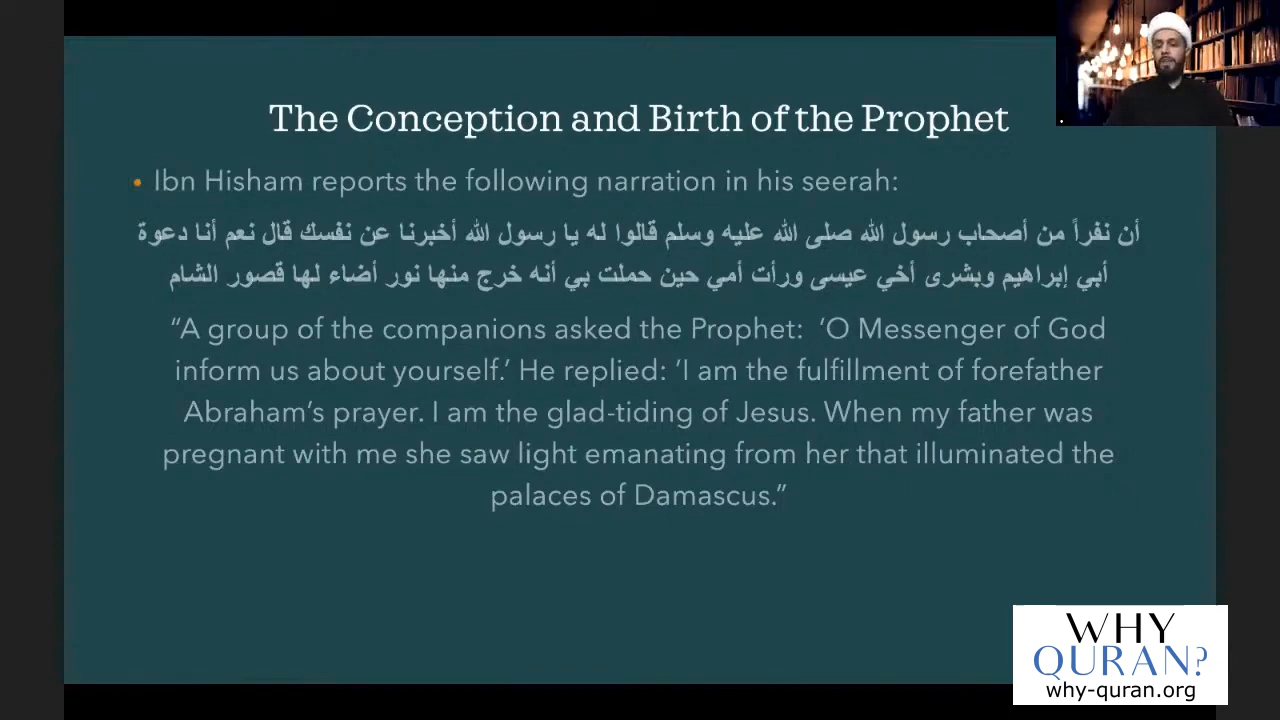 The Conception and Birth of the Prophet
• Ibn Hisham reports the following narration in his seerah:
أن نفراً من أصحاب رسول الله صلى الله عليه وسلم قالوا له يا رسول الله أخبرنا عن نفسك قال نعم أنا دعوة
أبي إبراهيم وبشرى أخي عيسى ورأت أمي حين حملت بي أنه خرج منها نور أضاء لها قصور الشام
“A group of the companions asked the Prophet: ‘O Messenger of God
inform us about yourself.’ He replied: ‘I am the fulfillment of forefather
Abraham’s prayer. I am the glad-tiding of Jesus. When my father was
pregnant with me she saw light emanating from her that illuminated the
palaces of Damascus.”
WHY
QURAN?
why-quran.org